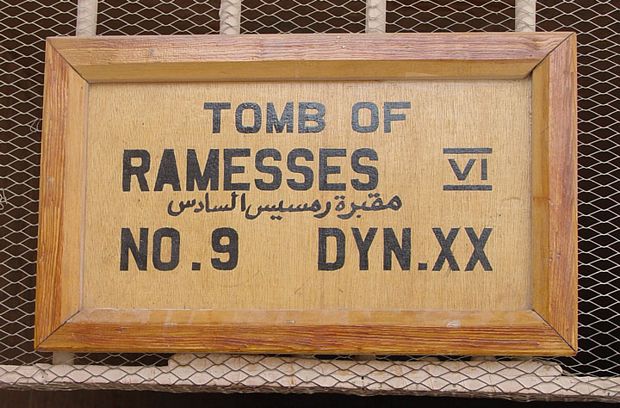 TOMB OF
RAMESSES VI
مقبرة رمسيس السادس
NO.9 DYN.XX